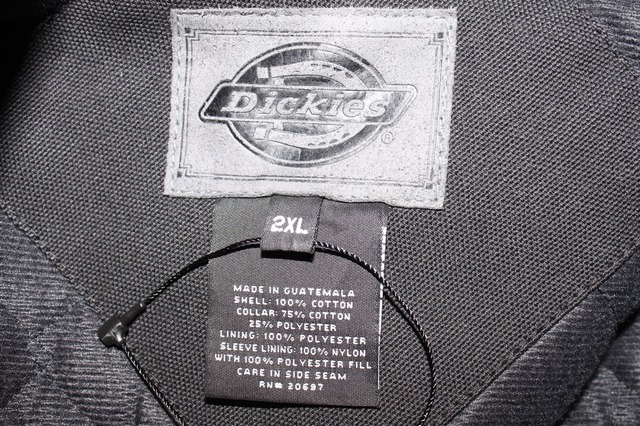 Dickies
®
2XL
MADE IN GUATEMALA
SHELL: 100% COTTON
COLLAR: 75% COTTON
25% POLYESTER
LINING: 100% POLYESTER
SLEEVE LINING: 100% NYLON
WITH 100% POLYESTER FILL
CARE IN SIDE SEAM
RN# 20697